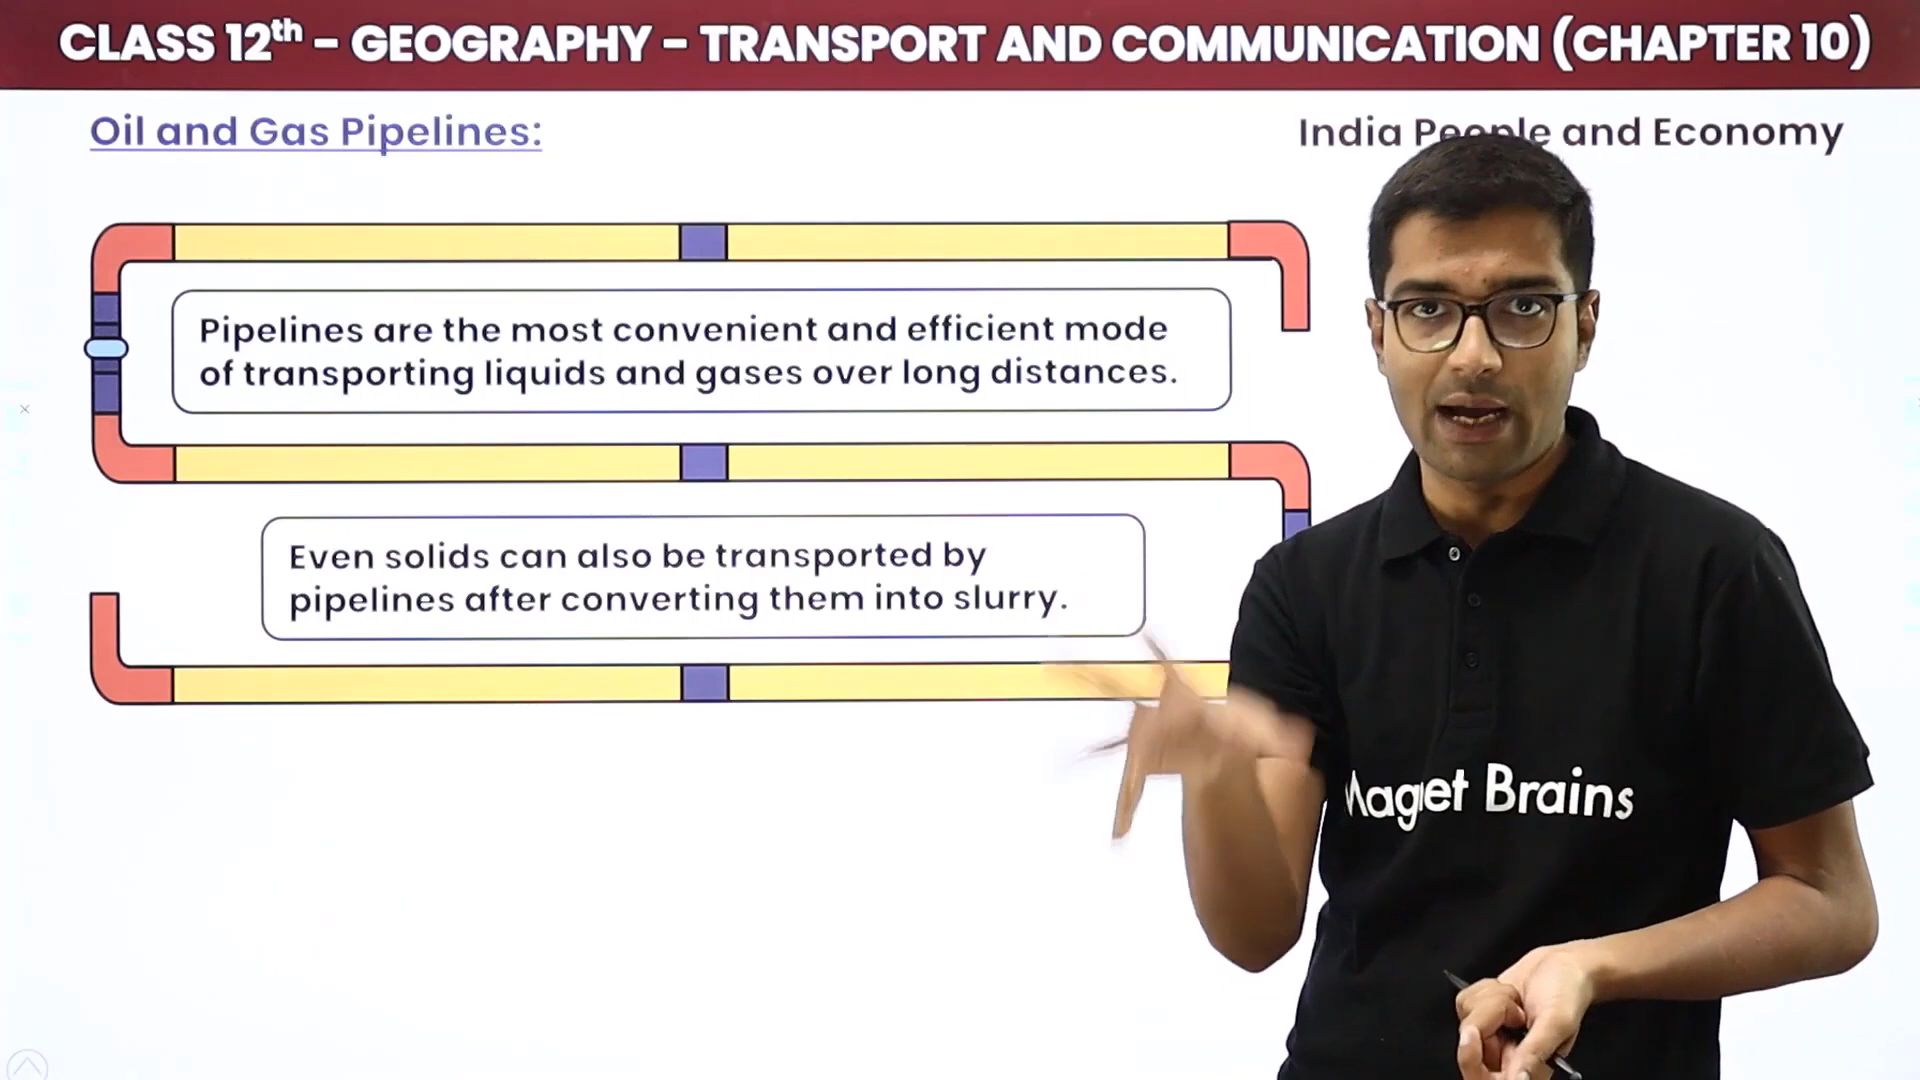 CLASS 12th - GEOGRAPHY - TRANSPORT AND COMMUNICATION (CHAPTER 10)
Oil and Gas Pipelines:
India People and Economy
Pipelines are the most convenient and efficient mode
of transporting liquids and gases over long distances.
Even solids can also be transported by
pipelines after converting them into slurry.
Magnet Brains